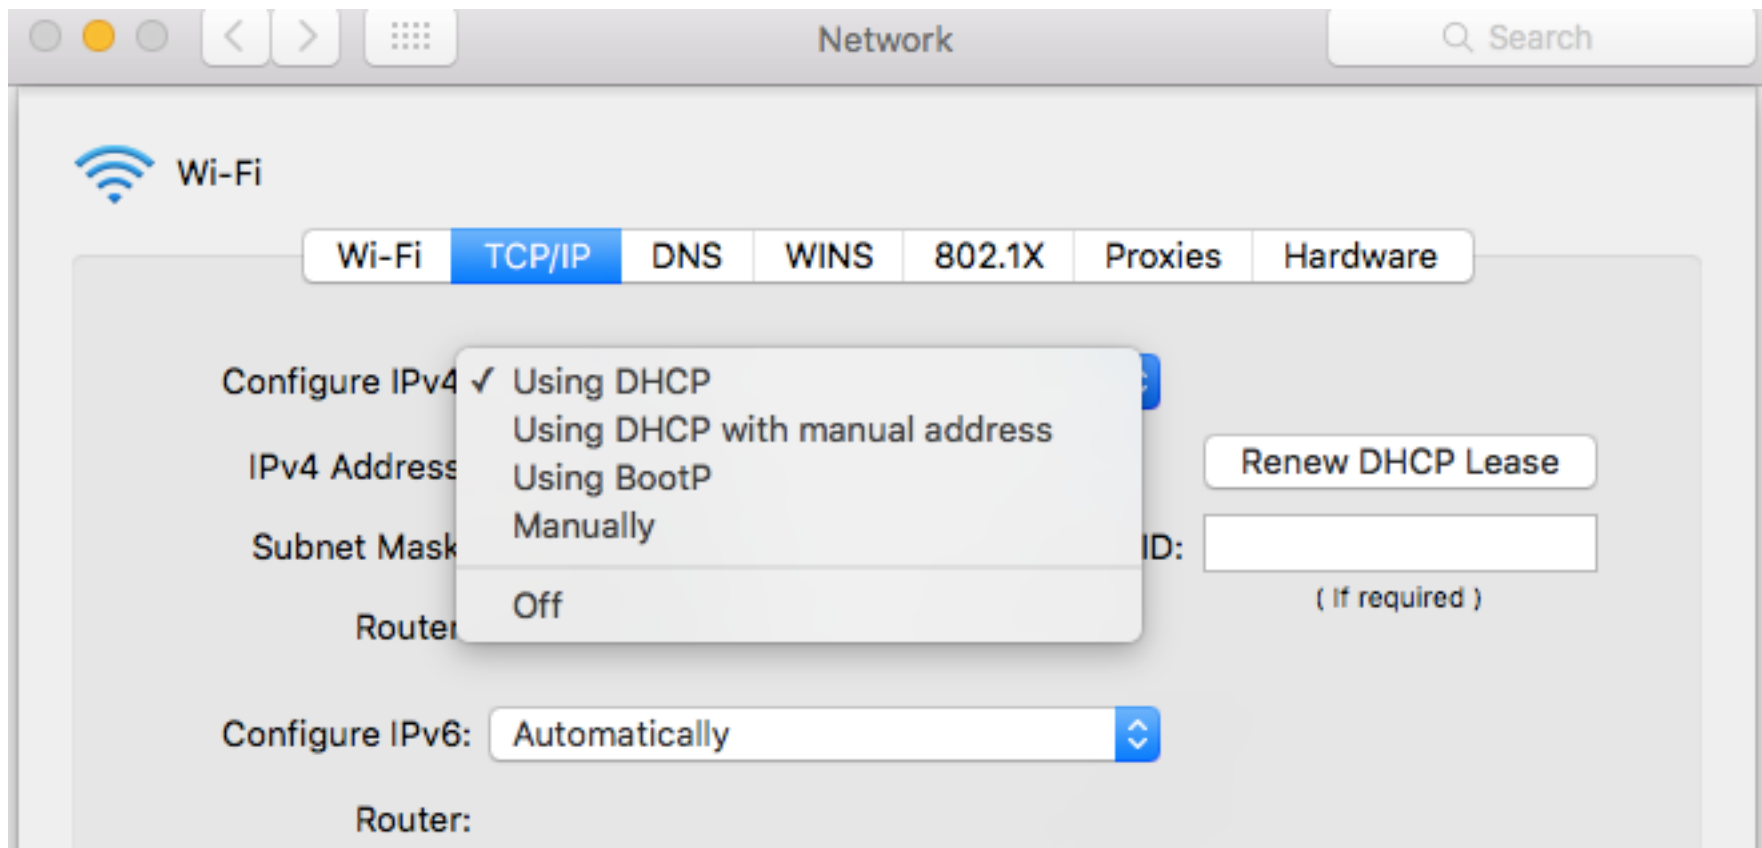 Network
Search
Wi-Fi
Wi-Fi TCP/IP DNS WINS 802.1X Proxies Hardware
Configure IPv4 ✓ Using DHCP
Using DHCP with manual address
IPv4 Address
Renew DHCP Lease
Using BootP
Manually
Subnet Mask
ID:
( If required )
Off
Router
Configure IPv6: Automatically
Router: